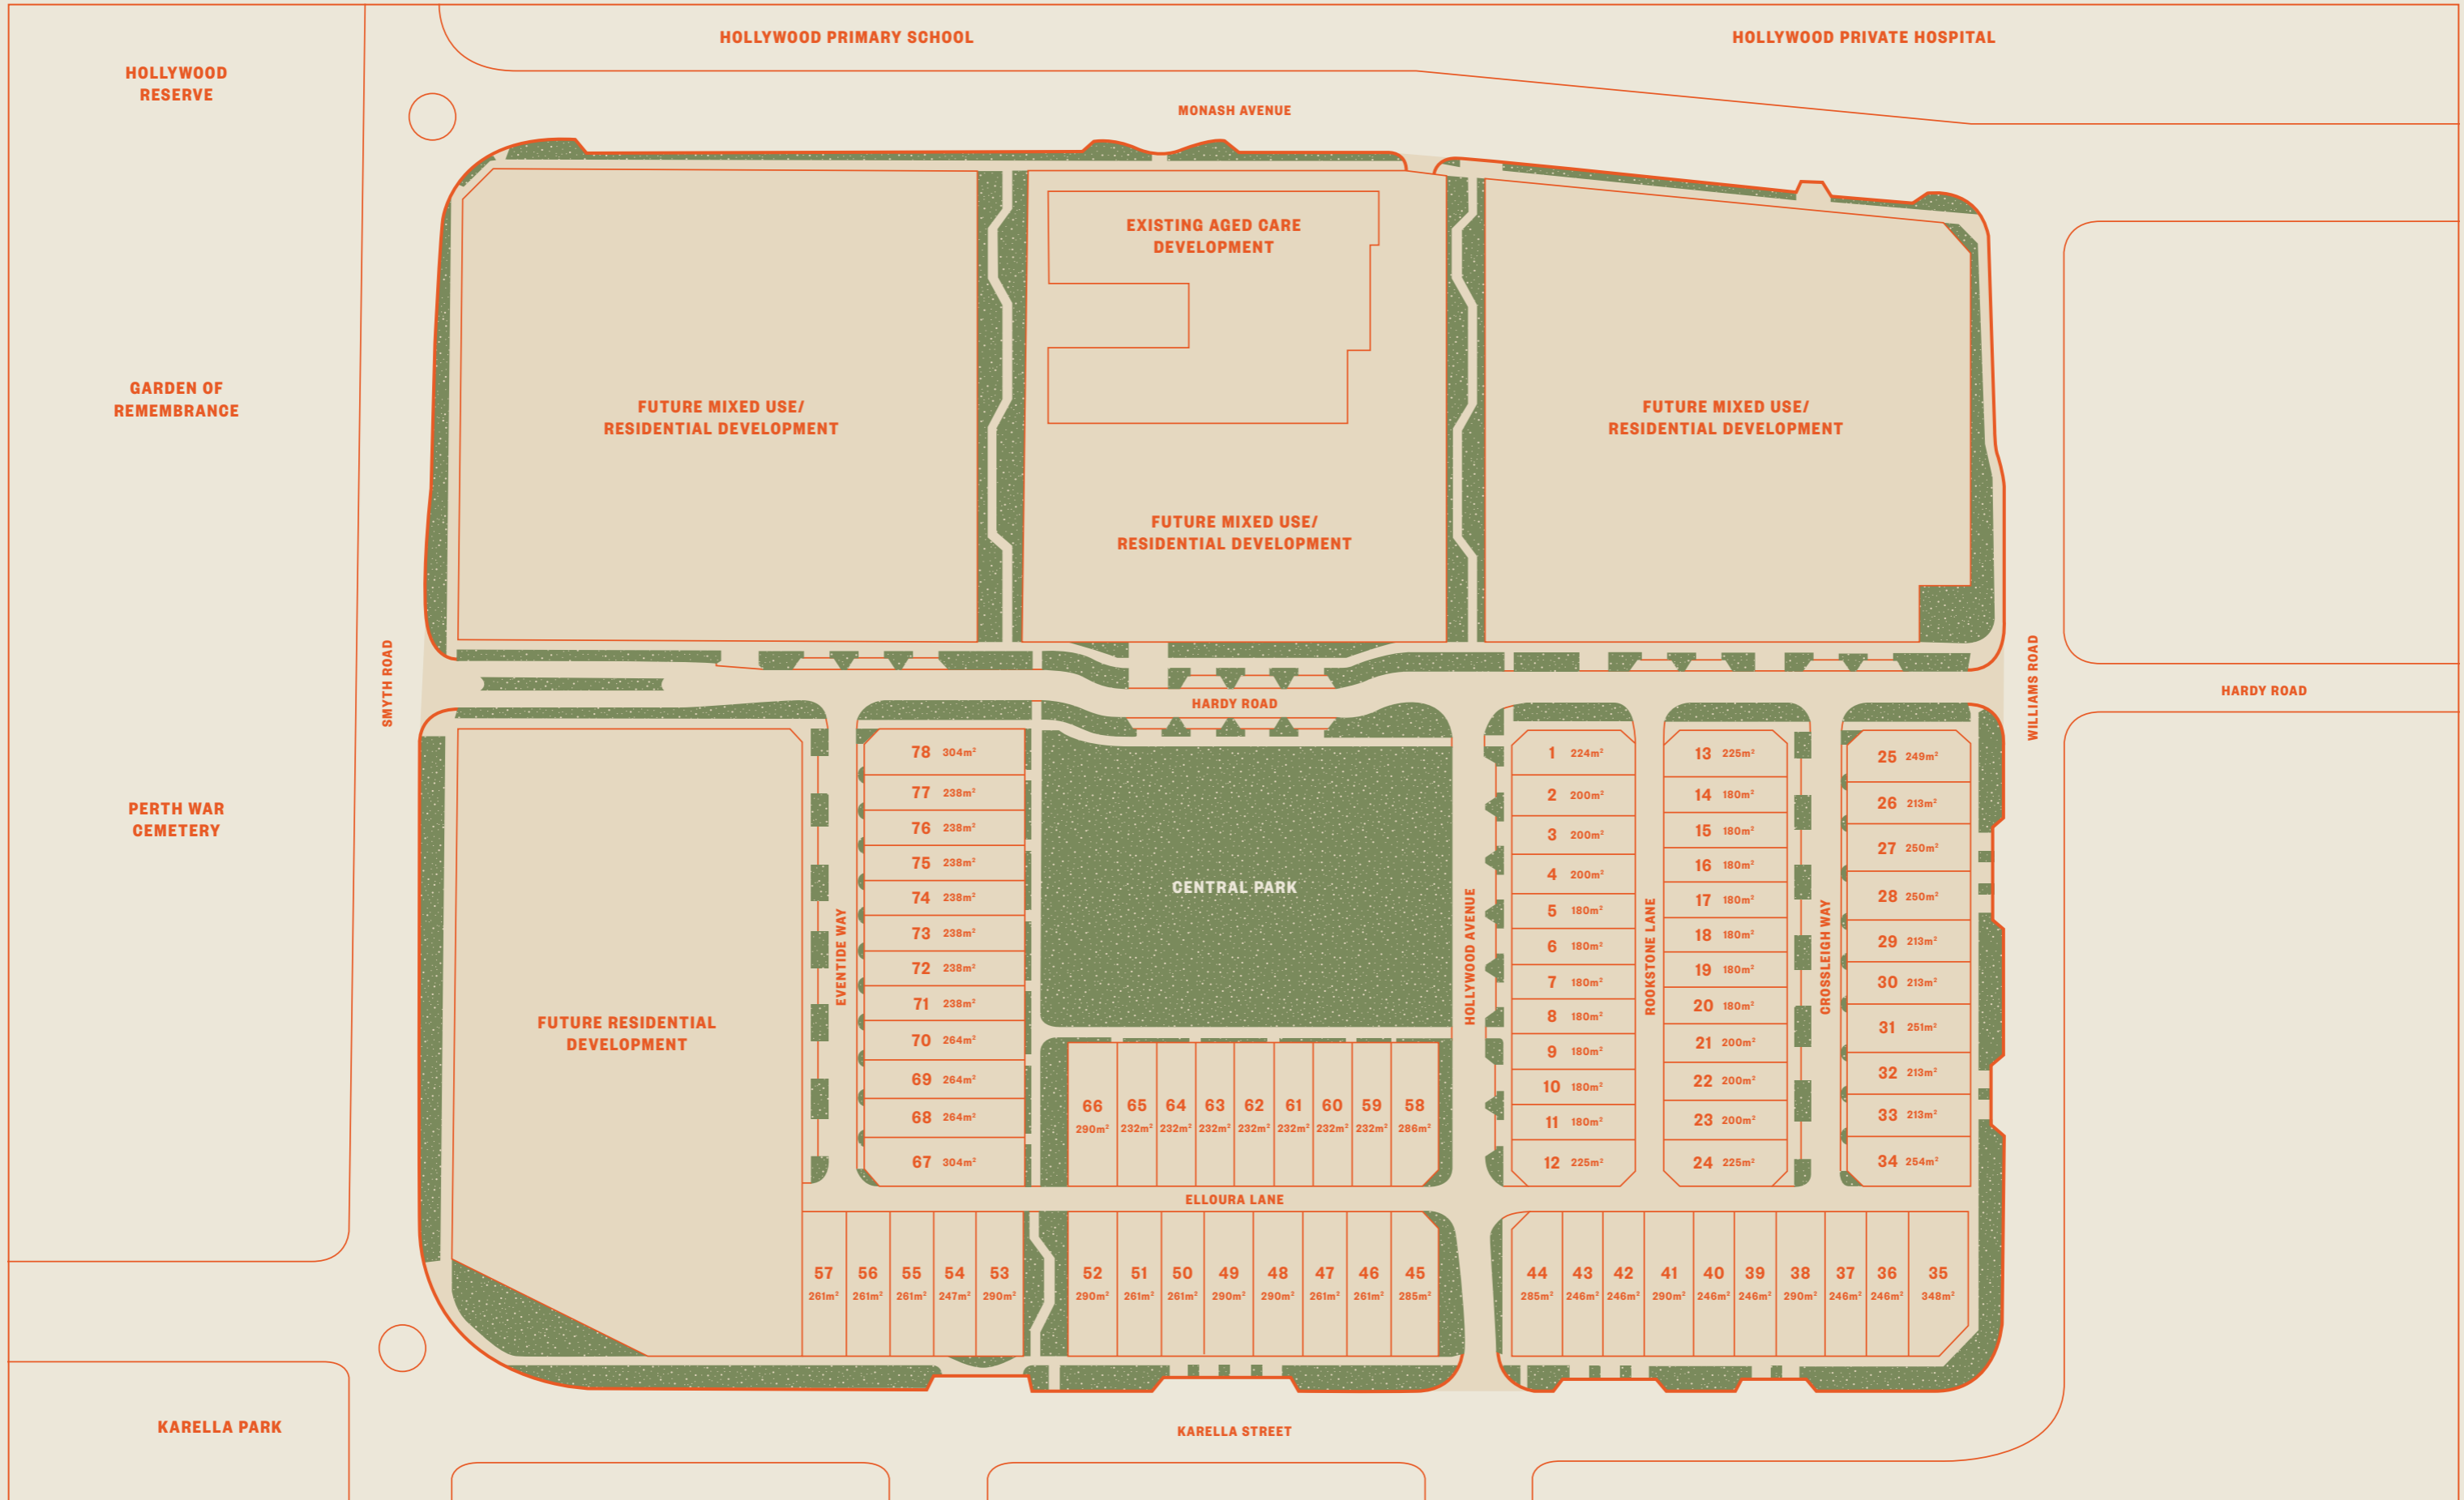 HOLLYWOOD PRIMARY SCHOOL
HOLLYWOOD PRIVATE HOSPITAL
HOLLYWOOD
RESERVE
MONASH AVENUE
EXISTING AGED CARE
DEVELOPMENT
GARDEN OF
REMEMBRANCE
FUTURE MIXED USE/
RESIDENTIAL DEVELOPMENT
FUTURE MIXED USE/
RESIDENTIAL DEVELOPMENT
FUTURE MIXED USE/
RESIDENTIAL DEVELOPMENT
SMYTH ROAD
WILLIAMS ROAD
HARDY ROAD
HARDY ROAD
PERTH WAR
CEMETERY
FUTURE RESIDENTIAL
DEVELOPMENT
EVENTIDE WAY
78 304m²
77 238m²
76 238m²
75 238m²
74 238m²
73 238m²
72 238m²
71 238m²
70 264m²
69 264m²
68 264m²
67 304m²
CENTRAL PARK
HOLLYWOOD AVENUE
1 224m²
2 200m²
3 200m²
4 200m²
5 180m²
6 180m²
7 180m²
8 180m²
9 180m²
10 180m²
11 180m²
12 225m²
ROOKSTONE LANE
13 225m²
14 180m²
15 180m²
16 180m²
17 180m²
18 180m²
19 180m²
20 180m²
21 200m²
22 200m²
23 200m²
24 225m²
CROSSLEIGH WAY
25 249m²
26 213m²
27 250m²
28 250m²
29 213m²
30 213m²
31 251m²
32 213m²
33 213m²
34 254m²
66 65 64 63 62 61 60 59 58
290m² 232m² 232m² 232m² 232m² 232m² 232m² 232m² 286m²
ELLOURA LANE
57 56 55 54 53
261m² 261m² 261m² 247m² 290m²
52 51 50 49 48 47 46 45
290m² 261m² 261m² 290m² 290m² 261m² 261m² 285m²
44 43 42 41 40 39 38 37 36 35
285m² 246m² 246m² 290m² 246m² 246m² 290m² 246m² 246m² 348m²
KARELLA PARK
KARELLA STREET